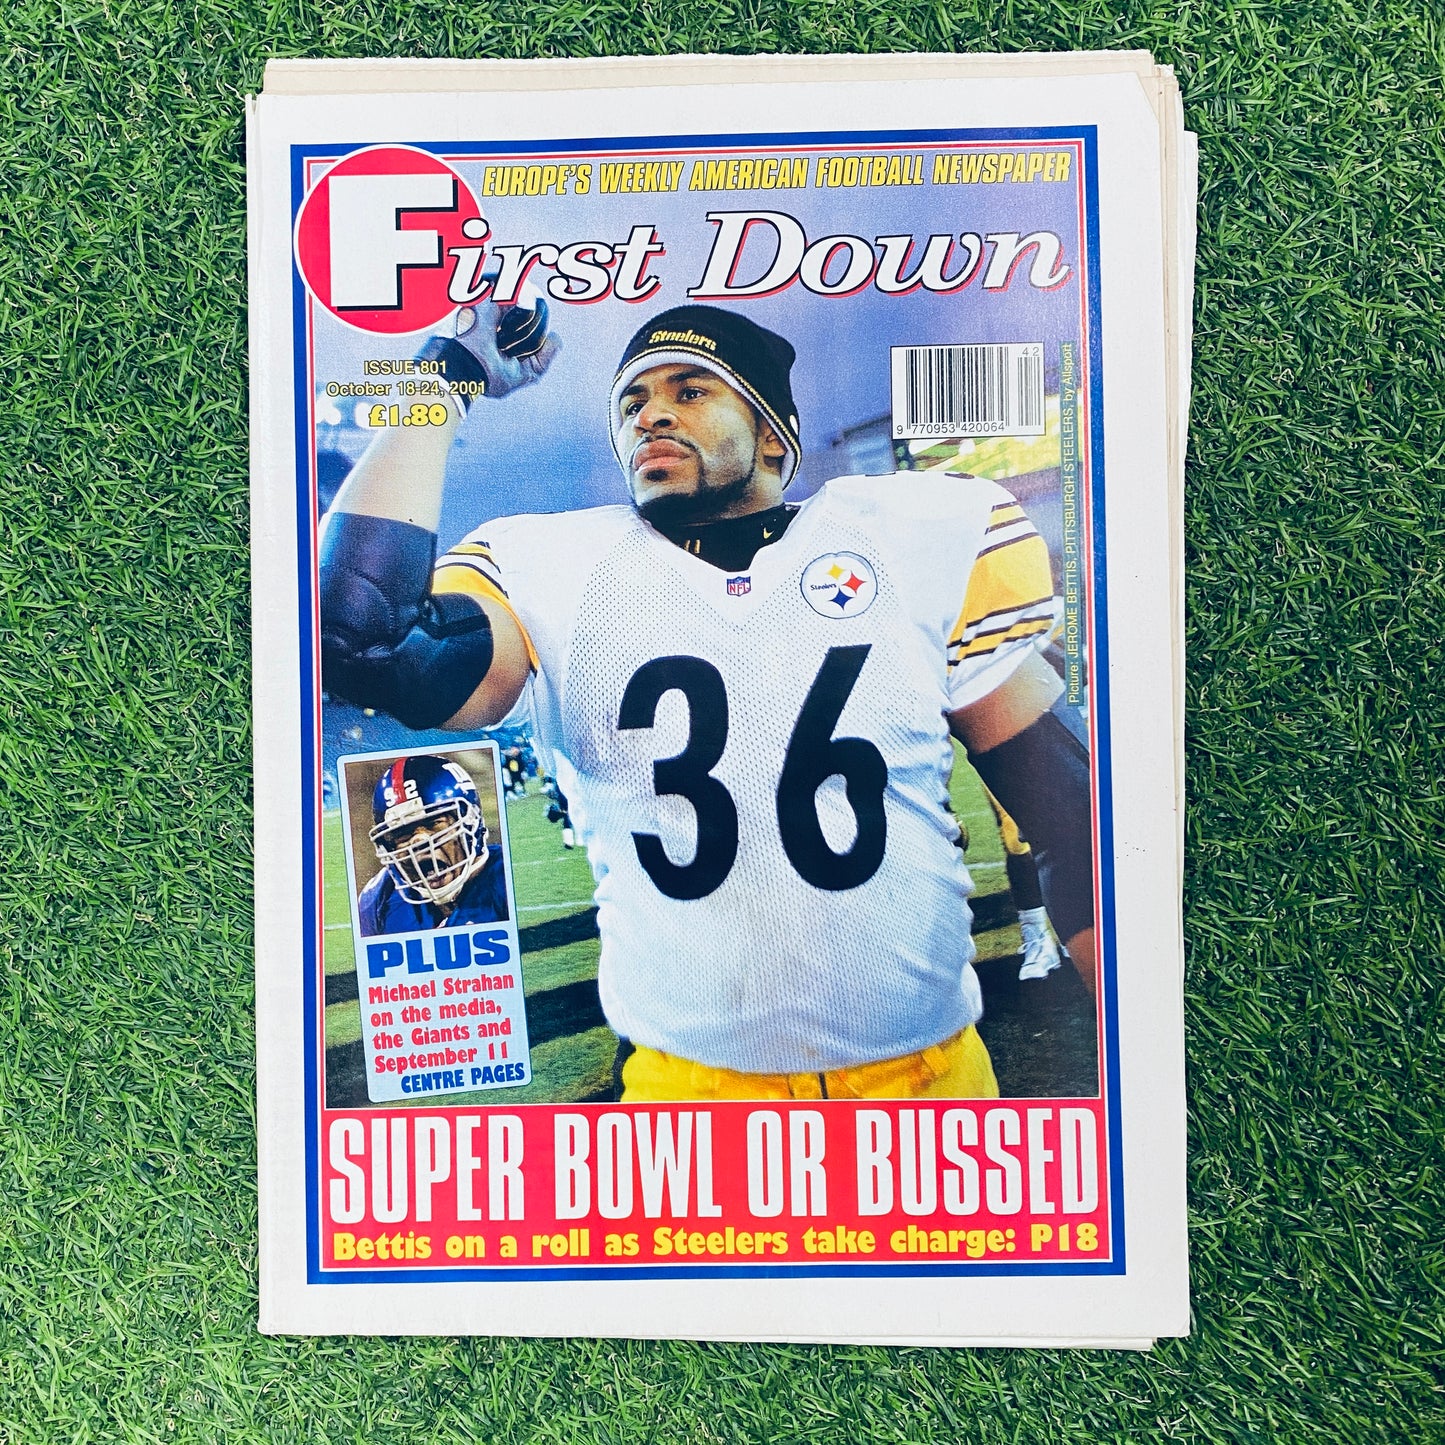 EUROPE'S WEEKLY AMERICAN FOOTBALL NEWSPAPER
First Down
ISSUE 801
October 18-24, 2001
£1.80
42
9 770953 420064
Picture: JEROME BETTIS, PITTSBURGH STEELERS, by Allsport
Steelers
NFL
Steelers
36
92
PLUS
Michael Strahan
on the media,
the Giants and
September 11
CENTRE PAGES
SUPER BOWL OR BUSSED
Bettis on a roll as Steelers take charge: P18